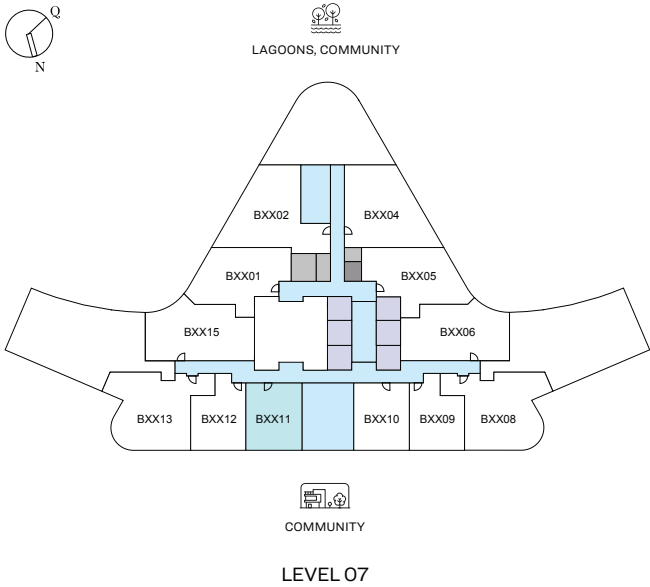 Q
N
LAGOONS, COMMUNITY
BXX02 BXX04
BXX01 BXX05
BXX15 BXX06
BXX13 BXX12 BXX11 BXX10 BXX09 BXX08
COMMUNITY
LEVEL 07